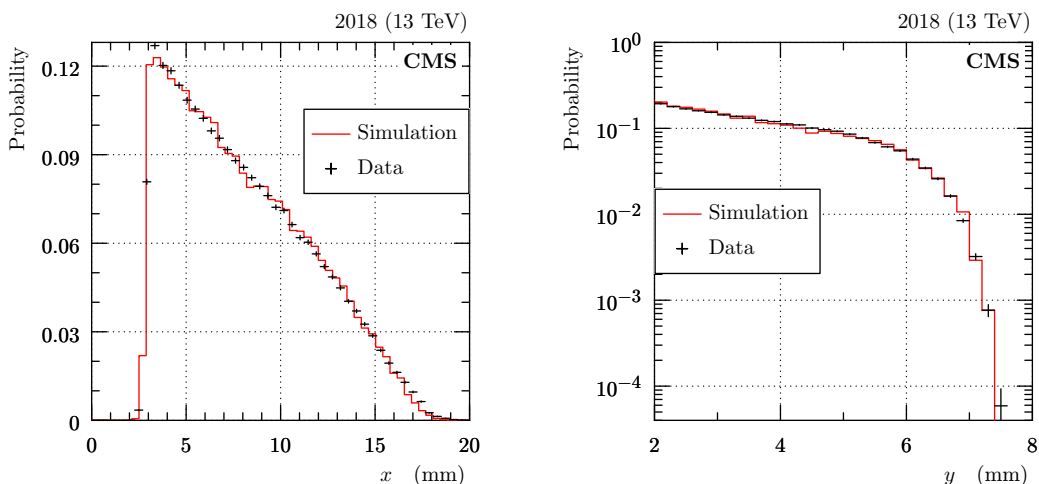 2018 (13 TeV)
CMS
Probability
0.12
0.09
0.06
0.03
0
Simulation
Data
0 5 10 15 20
x (mm)
2018 (13 TeV)
CMS
Probability
10⁰
10⁻¹
10⁻²
10⁻³
10⁻⁴
Simulation
Data
2 4 6 8
y (mm)